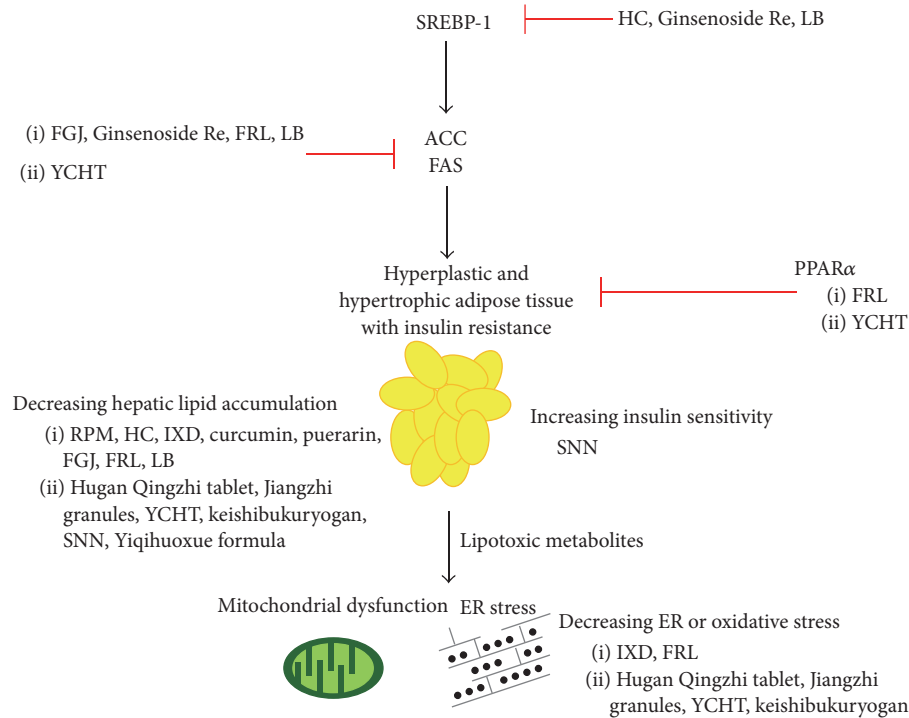 SREBP-1
HC, Ginsenoside Re, LB
(i) FGJ, Ginsenoside Re, FRL, LB
(ii) YCHT
ACC
FAS
Hyperplastic and
hypertrophic adipose tissue
with insulin resistance
PPARα
(i) FRL
(ii) YCHT
Decreasing hepatic lipid accumulation
(i) RPM, HC, IXD, curcumin, puerarin,
FGJ, FRL, LB
(ii) Hugan Qingzhi tablet, Jiangzhi
granules, YCHT, keishibukuryogan,
SNN, Yiqihuoxue formula
Increasing insulin sensitivity
SNN
Lipotoxic metabolites
Mitochondrial dysfunction
ER stress
Decreasing ER or oxidative stress
(i) IXD, FRL
(ii) Hugan Qingzhi tablet, Jiangzhi
granules, YCHT, keishibukuryogan